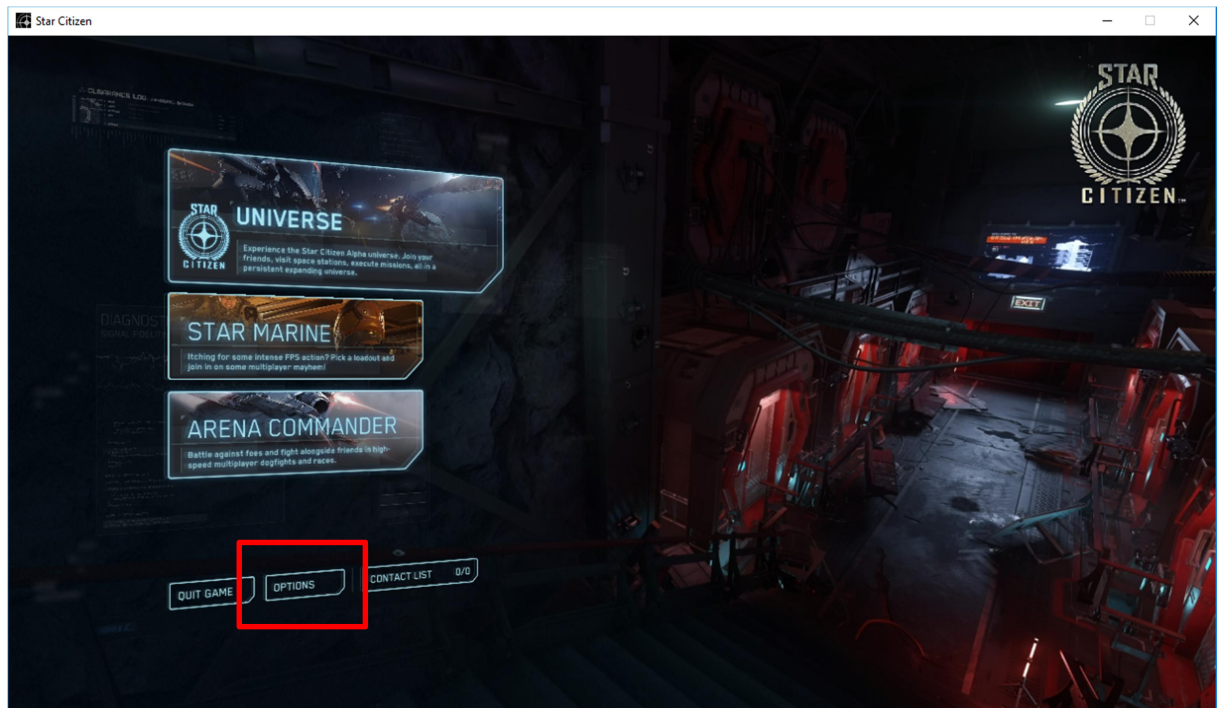 Star Citizen
STAR
CITIZEN
UNIVERSE
STAR
CITIZEN
Experience the Star Citizen Alpha universe. Join your
friends, visit space stations, execute missions, all in a
persistent expanding universe.
EXIT
DIAGNOST
STAR MARINE
Itching for some intense FPS action? Pick a loadout and
join in on some multiplayer mayhem!
ARENA COMMANDER
Battle against foes and fight alongside friends in high-
speed multiplayer dogfights and races.
QUIT GAME
OPTIONS
CONTACT LIST 0/0